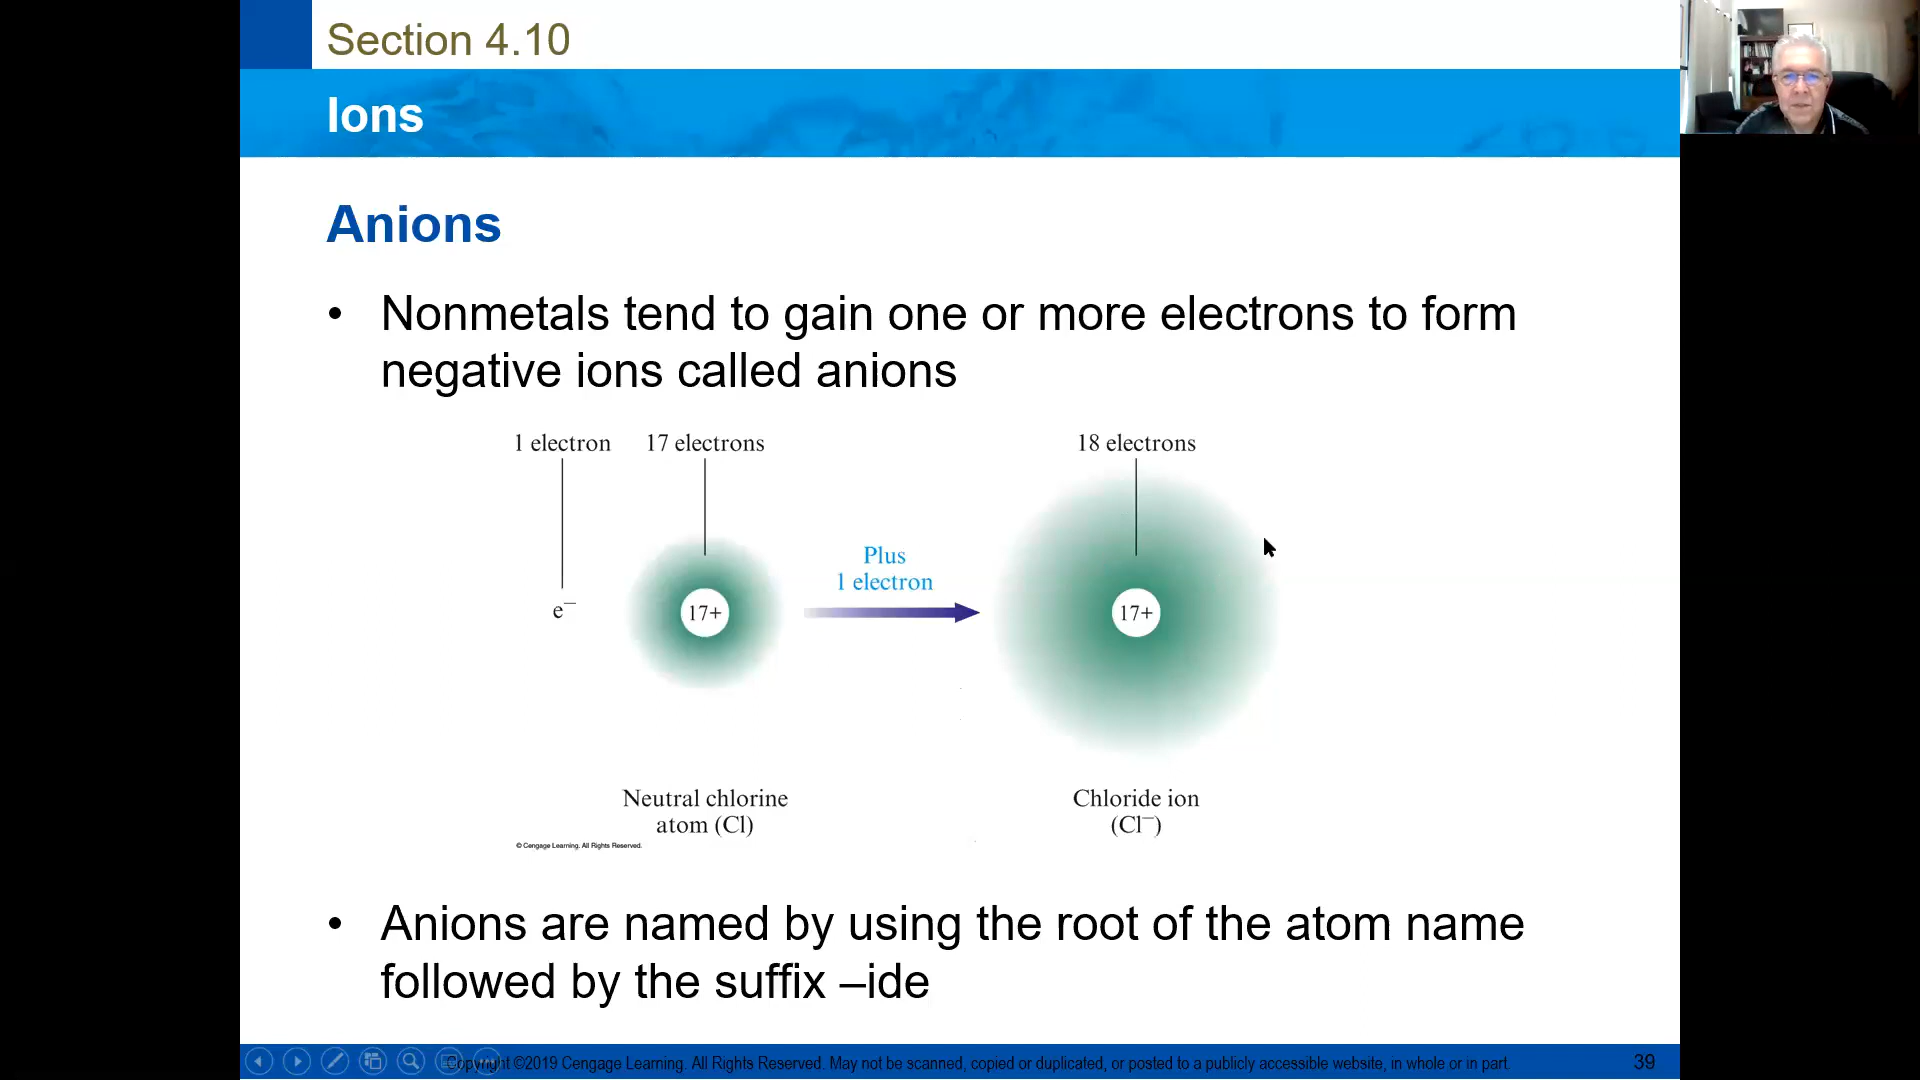 Section 4.10
Ions
Anions
• Nonmetals tend to gain one or more electrons to form
negative ions called anions
1 electron 17 electrons 18 electrons
Plus
1 electron
e⁻ 17+ 17+
Neutral chlorine
atom (Cl)
Chloride ion
(Cl⁻)
© Cengage Learning. All Rights Reserved.
• Anions are named by using the root of the atom name
followed by the suffix –ide
Copyright ©2019 Cengage Learning. All Rights Reserved. May not be scanned, copied or duplicated, or posted to a publicly accessible website, in whole or in part. 39